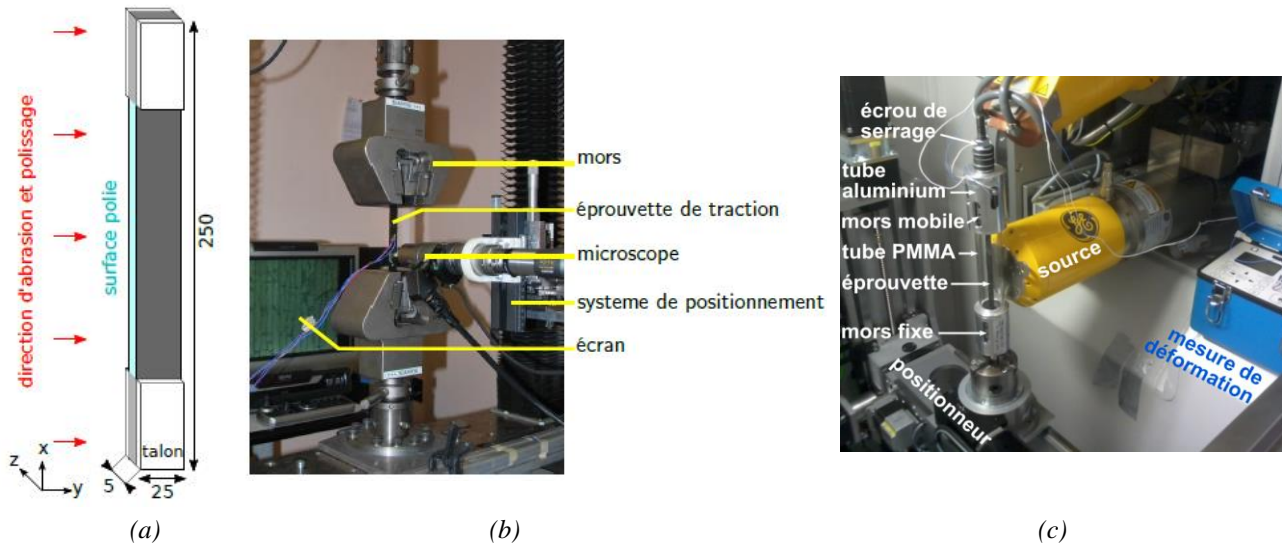 direction d'abrasion et polissage
surface polie
250
talon
x
z
y
5
25
(a)
mors
éprouvette de traction
microscope
systeme de positionnement
écran
(b)
écrou de
serrage
tube
aluminium
mors mobile
tube PMMA
éprouvette
mors fixe
source
positionneur
mesure de
déformation
(c)